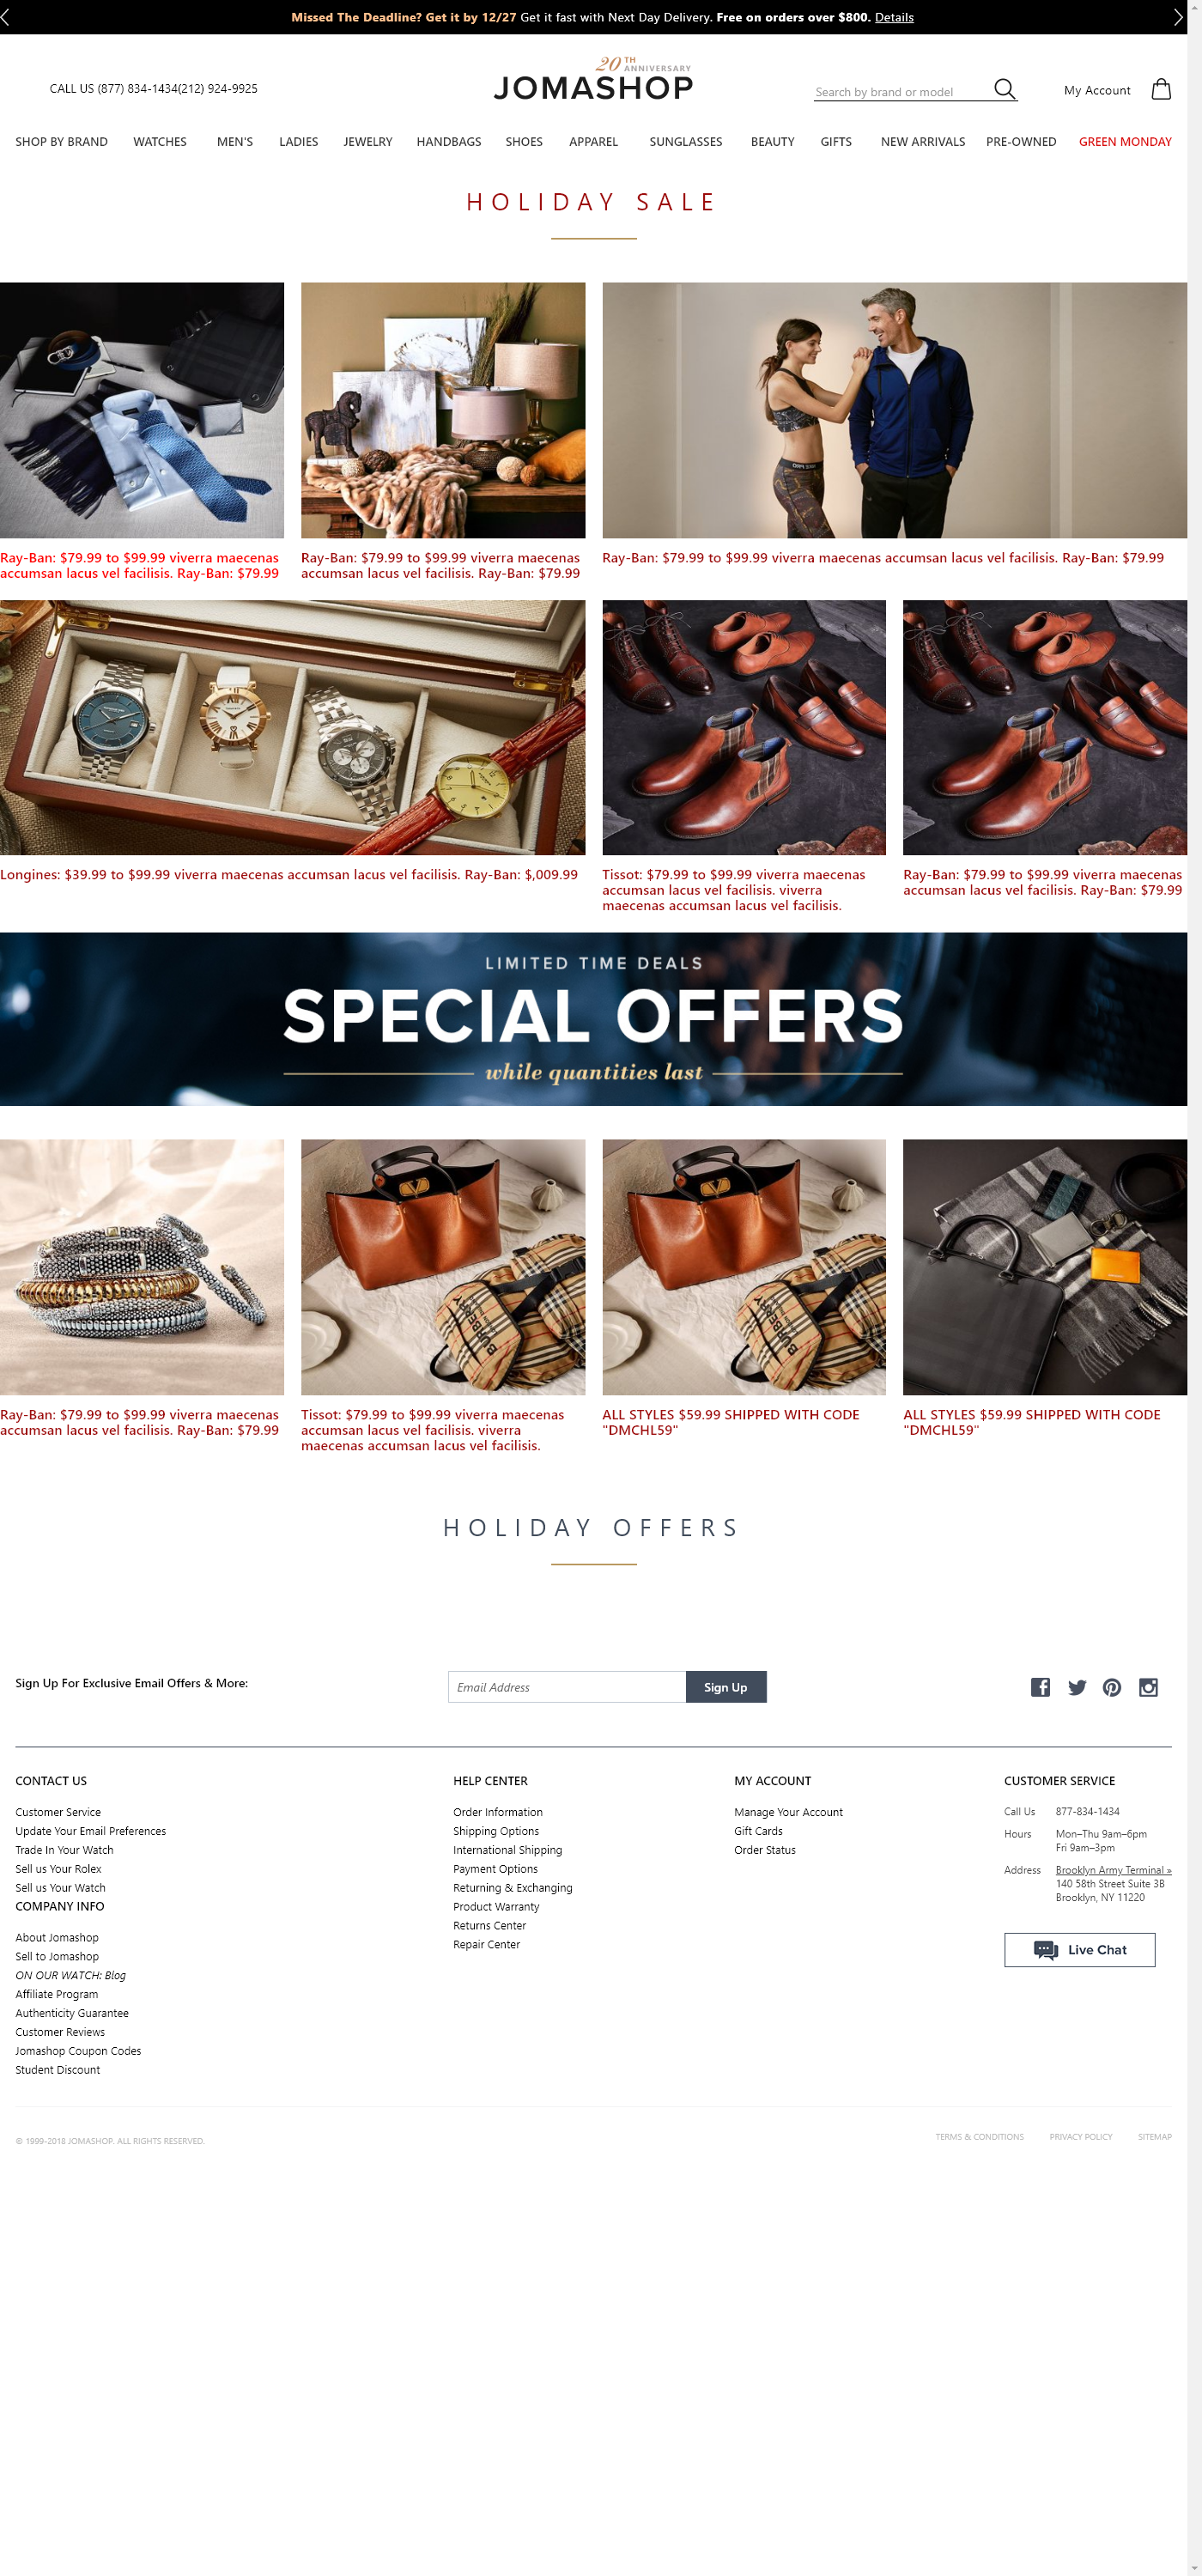 Missed The Deadline? Get it by 12/27 Get it fast with Next Day Delivery. Free on orders over $800. Details
CALL US (877) 834-1434(212) 924-9925
20TH ANNIVERSARY
JOMASHOP
Search by brand or model
My Account
SHOP BY BRAND WATCHES MEN'S LADIES JEWELRY HANDBAGS SHOES APPAREL SUNGLASSES BEAUTY GIFTS NEW ARRIVALS PRE-OWNED GREEN MONDAY
HOLIDAY SALE
Ray-Ban: $79.99 to $99.99 viverra maecenas
accumsan lacus vel facilisis. Ray-Ban: $79.99
Ray-Ban: $79.99 to $99.99 viverra maecenas
accumsan lacus vel facilisis. Ray-Ban: $79.99
Ray-Ban: $79.99 to $99.99 viverra maecenas accumsan lacus vel facilisis. Ray-Ban: $79.99
Longines: $39.99 to $99.99 viverra maecenas accumsan lacus vel facilisis. Ray-Ban: $,009.99
Tissot: $79.99 to $99.99 viverra maecenas
accumsan lacus vel facilisis. viverra
maecenas accumsan lacus vel facilisis.
Ray-Ban: $79.99 to $99.99 viverra maecenas
accumsan lacus vel facilisis. Ray-Ban: $79.99
LIMITED TIME DEALS
SPECIAL OFFERS
while quantities last
BURBERRY
BURBERRY
Ray-Ban: $79.99 to $99.99 viverra maecenas
accumsan lacus vel facilisis. Ray-Ban: $79.99
Tissot: $79.99 to $99.99 viverra maecenas
accumsan lacus vel facilisis. viverra
maecenas accumsan lacus vel facilisis.
ALL STYLES $59.99 SHIPPED WITH CODE
"DMCHL59"
ALL STYLES $59.99 SHIPPED WITH CODE
"DMCHL59"
HOLIDAY OFFERS
Sign Up For Exclusive Email Offers & More:
Email Address
Sign Up
CONTACT US
Customer Service
Update Your Email Preferences
Trade In Your Watch
Sell us Your Rolex
Sell us Your Watch
COMPANY INFO
About Jomashop
Sell to Jomashop
ON OUR WATCH: Blog
Affiliate Program
Authenticity Guarantee
Customer Reviews
Jomashop Coupon Codes
Student Discount
HELP CENTER
Order Information
Shipping Options
International Shipping
Payment Options
Returning & Exchanging
Product Warranty
Returns Center
Repair Center
MY ACCOUNT
Manage Your Account
Gift Cards
Order Status
CUSTOMER SERVICE
Call Us 877-834-1434
Hours Mon–Thu 9am–6pm
Fri 9am–3pm
Address Brooklyn Army Terminal »
140 58th Street Suite 3B
Brooklyn, NY 11220
Live Chat
© 1999-2018 JOMASHOP. ALL RIGHTS RESERVED.
TERMS & CONDITIONS PRIVACY POLICY SITEMAP